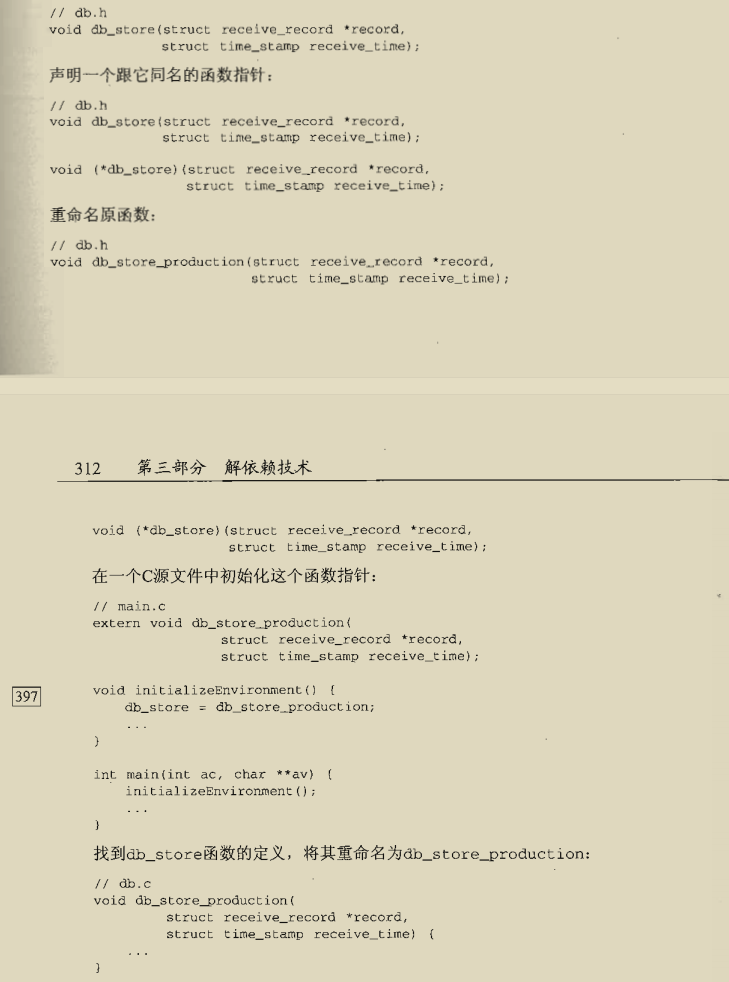 // db.h
void db_store(struct receive_record *record,
struct time_stamp receive_time);
声明一个跟它同名的函数指针：
// db.h
void db_store(struct receive_record *record,
struct time_stamp receive_time);
void (*db_store)(struct receive_record *record,
struct time_stamp receive_time);
重命名原函数：
// db.h
void db_store_production(struct receive_record *record,
struct time_stamp receive_time);
312 第三部分 解依赖技术
void (*db_store)(struct receive_record *record,
struct time_stamp receive_time);
在一个C源文件中初始化这个函数指针：
// main.c
extern void db_store_production(
struct receive_record *record,
struct time_stamp receive_time);
397
void initializeEnvironment() {
db_store = db_store_production;
...
}
int main(int ac, char **av) {
initializeEnvironment();
...
}
找到db_store函数的定义，将其重命名为db_store_production：
// db.c
void db_store_production(
struct receive_record *record,
struct time_stamp receive_time) {
...
}